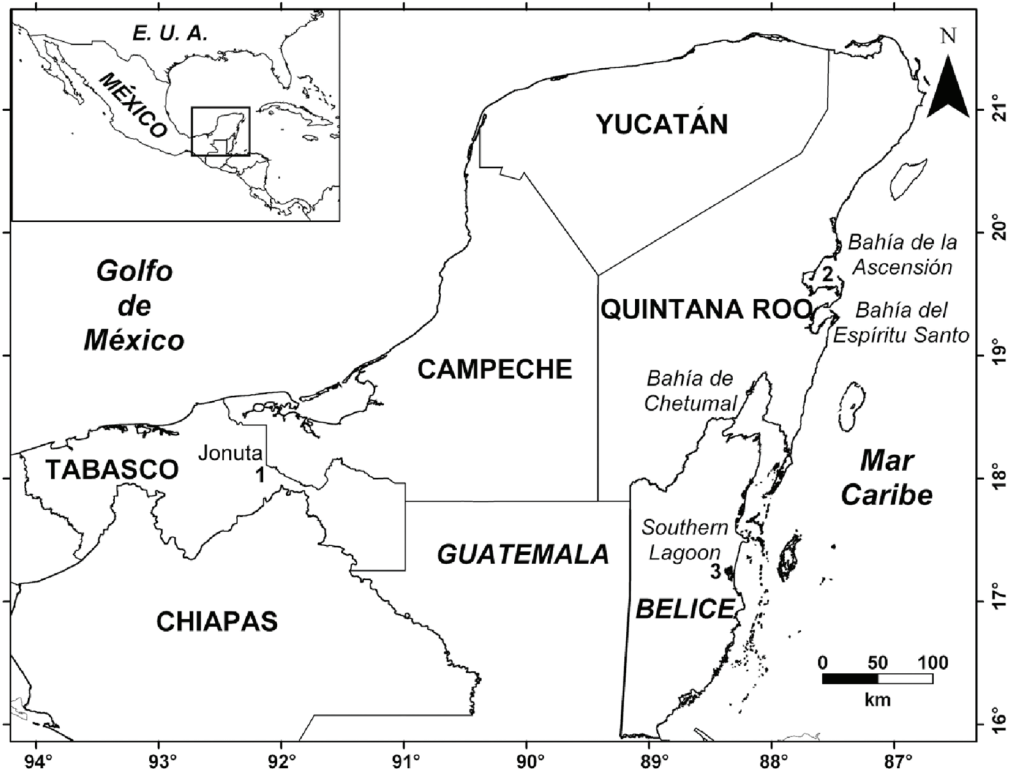 E. U. A.
MÉXICO
N
YUCATÁN
21°
20°
19°
18°
17°
16°
Golfo
de
México
Bahía de la
Ascensión
2
QUINTANA ROO
Bahía del
Espíritu Santo
CAMPECHE
Bahía de
Chetumal
Jonuta
1
TABASCO
Mar
Caribe
Southern
Lagoon
3
GUATEMALA
BELICE
CHIAPAS
0 50 100
km
94° 93° 92° 91° 90° 89° 88° 87°